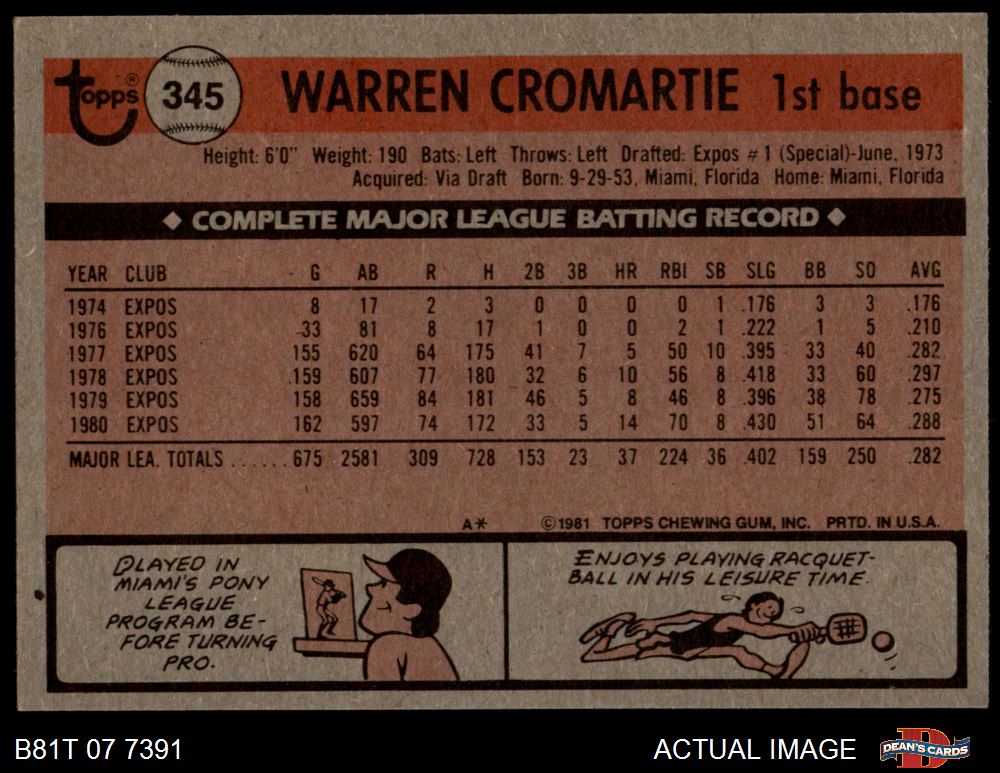 topps ® 345 WARREN CROMARTIE 1st base
Height: 6'0" Weight: 190 Bats: Left Throws: Left Drafted: Expos #1 (Special)-June, 1973
Acquired: Via Draft Born: 9-29-53, Miami, Florida Home: Miami, Florida
◆ COMPLETE MAJOR LEAGUE BATTING RECORD ◆
YEAR CLUB G AB R H 2B 3B HR RBI SB SLG BB SO AVG
1974 EXPOS 8 17 2 3 0 0 0 0 1 .176 3 3 .176
1976 EXPOS 33 81 8 17 1 0 0 2 1 .222 1 5 .210
1977 EXPOS 155 620 64 175 41 7 5 50 10 .395 33 40 .282
1978 EXPOS 159 607 77 180 32 6 10 56 8 .418 33 60 .297
1979 EXPOS 158 659 84 181 46 5 8 46 8 .396 38 78 .275
1980 EXPOS 162 597 74 172 33 5 14 70 8 .430 51 64 .288
MAJOR LEA. TOTALS ......675 2581 309 728 153 23 37 224 36 .402 159 250 .282
A* ©1981 TOPPS CHEWING GUM, INC. PRTD. IN U.S.A.
PLAYED IN
MIAMI'S PONY
LEAGUE
PROGRAM BE-
FORE TURNING
PRO.
ENJOYS PLAYING RACQUET-
BALL IN HIS LEISURE TIME.
B81T 07 7391 ACTUAL IMAGE DEAN'S CARDS